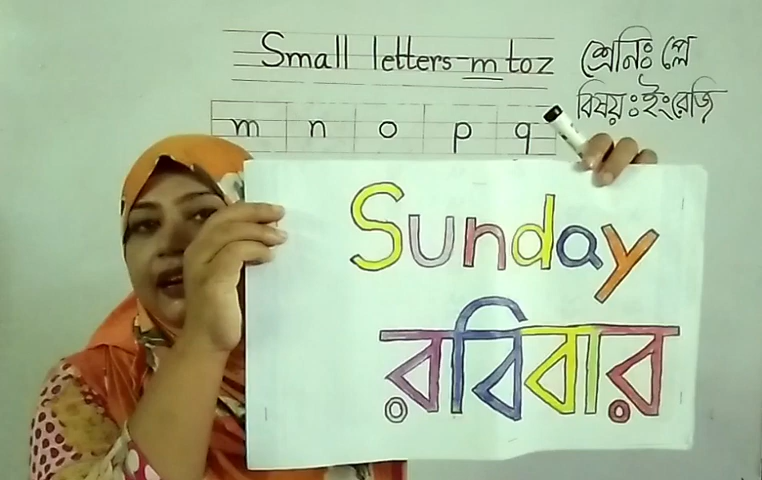 Small letters-m to z
শ্রেনিঃ প্লে
বিষয়ঃ ইংরেজি
m n o p q
Sunday
রবিবার